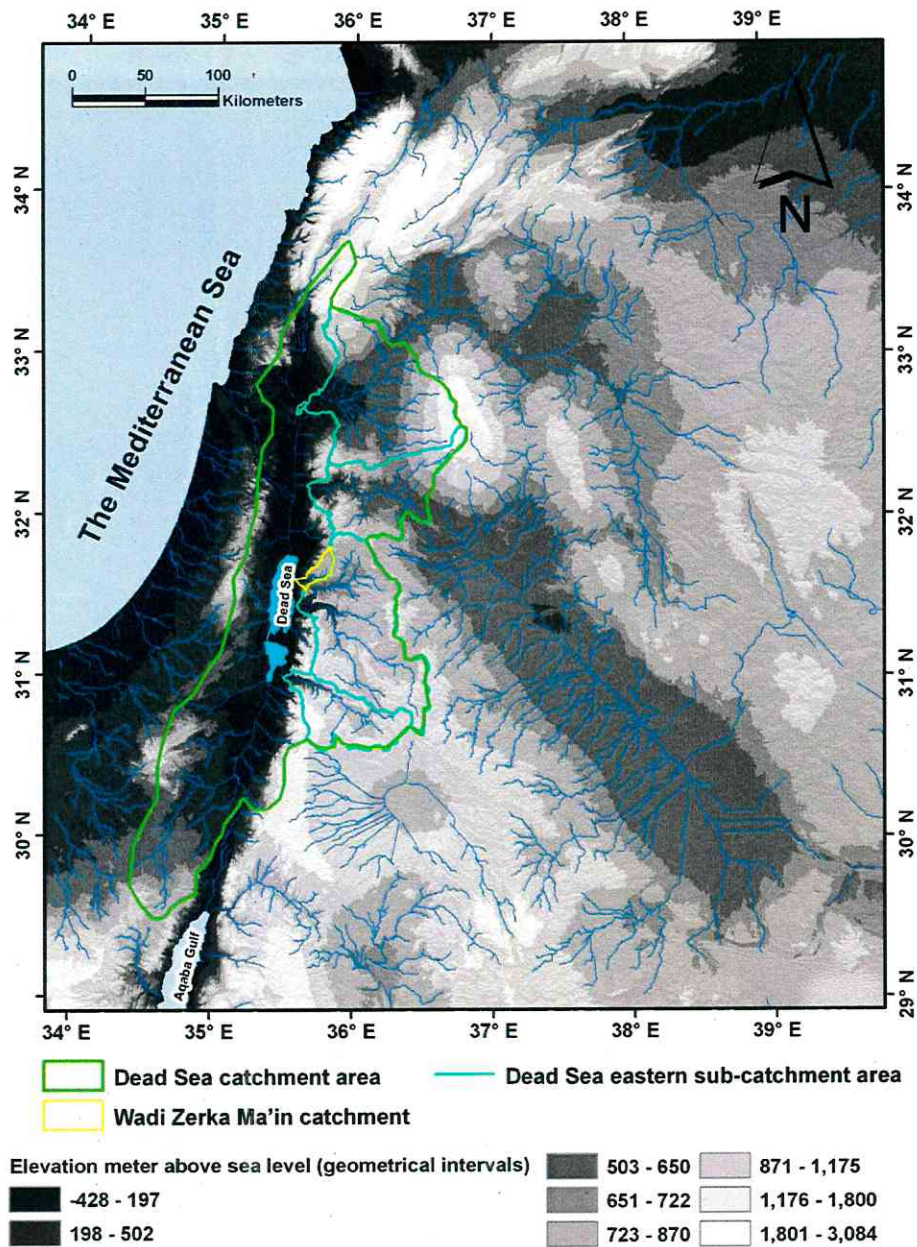 34° E 35° E 36° E 37° E 38° E 39° E
0 50 100
Kilometers
N
34° N 34° N
33° N 33° N
32° N 32° N
31° N 31° N
30° N 30° N
29° N
The Mediterranean Sea
Dead Sea
Aqaba Gulf
34° E 35° E 36° E 37° E 38° E 39° E
Dead Sea catchment area
Dead Sea eastern sub-catchment area
Wadi Zerka Ma'in catchment
Elevation meter above sea level (geometrical intervals)
-428 - 197
198 - 502
503 - 650
651 - 722
723 - 870
871 - 1,175
1,176 - 1,800
1,801 - 3,084